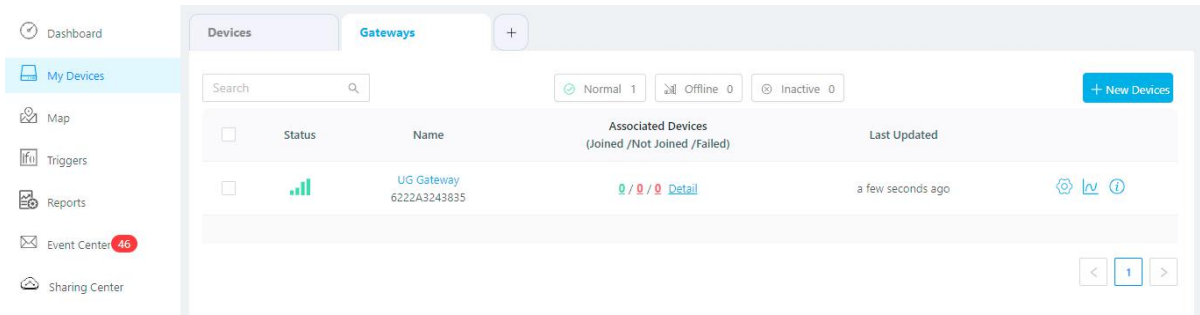 Dashboard
My Devices
Map
Triggers
Reports
Event Center 46
Sharing Center
Devices Gateways +
Search Normal 1 Offline 0 Inactive 0 + New Devices
Status Name Associated Devices Last Updated
(Joined /Not Joined /Failed)
UG Gateway
6222A3243835 0 / 0 / 0 Detail a few seconds ago
< 1 >